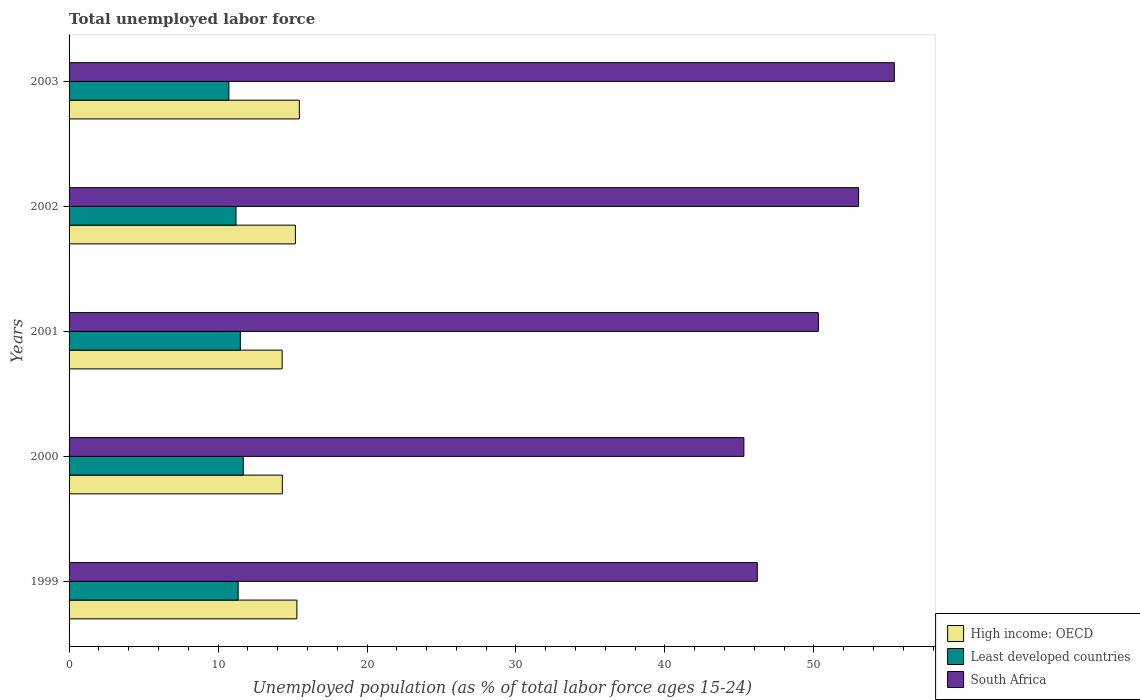 Total unemployed labor force
2003
2002
2001
2000
1999
Years
0
10
20
30
40
50
Unemployed population (as % of total labor force ages 15-24)
High income: OECD
Least developed countries
South Africa